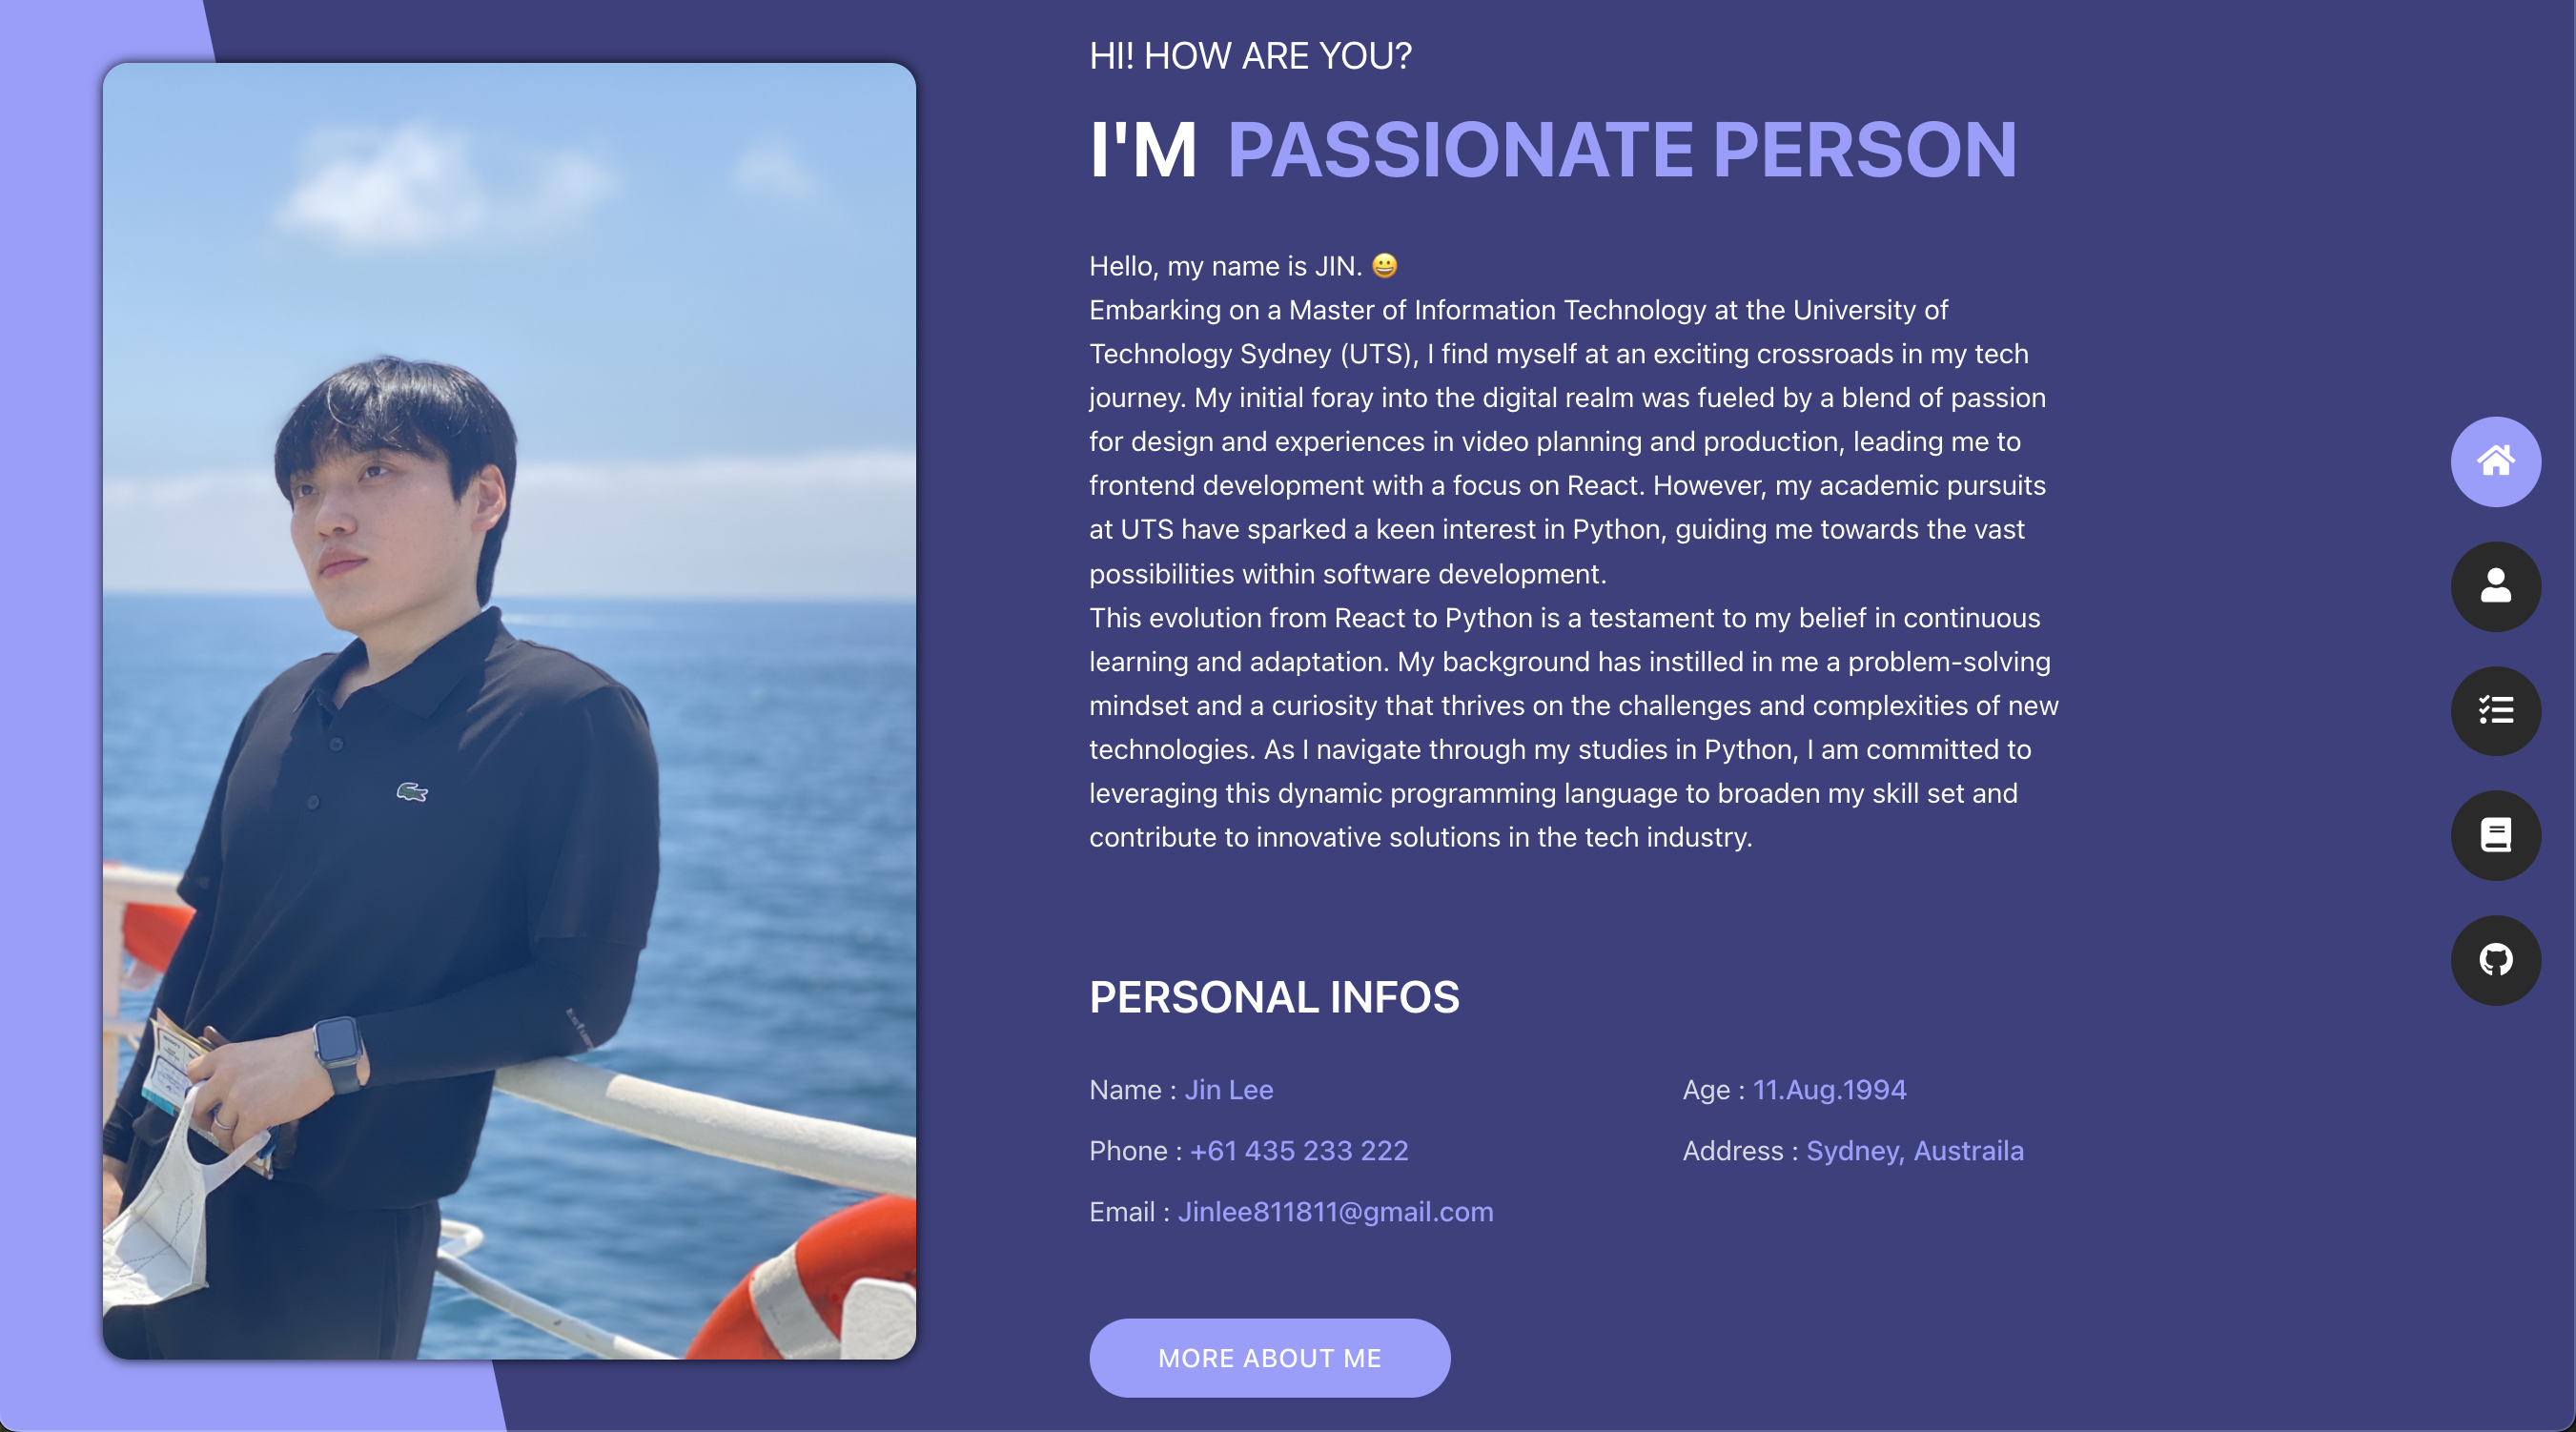 HI! HOW ARE YOU?
I'M PASSIONATE PERSON
Hello, my name is JIN. 😀
Embarking on a Master of Information Technology at the University of
Technology Sydney (UTS), I find myself at an exciting crossroads in my tech
journey. My initial foray into the digital realm was fueled by a blend of passion
for design and experiences in video planning and production, leading me to
frontend development with a focus on React. However, my academic pursuits
at UTS have sparked a keen interest in Python, guiding me towards the vast
possibilities within software development.
This evolution from React to Python is a testament to my belief in continuous
learning and adaptation. My background has instilled in me a problem-solving
mindset and a curiosity that thrives on the challenges and complexities of new
technologies. As I navigate through my studies in Python, I am committed to
leveraging this dynamic programming language to broaden my skill set and
contribute to innovative solutions in the tech industry.
PERSONAL INFOS
Name : Jin Lee
Age : 11.Aug.1994
Phone : +61 435 233 222
Address : Sydney, Austraila
Email : Jinlee811811@gmail.com
MORE ABOUT ME